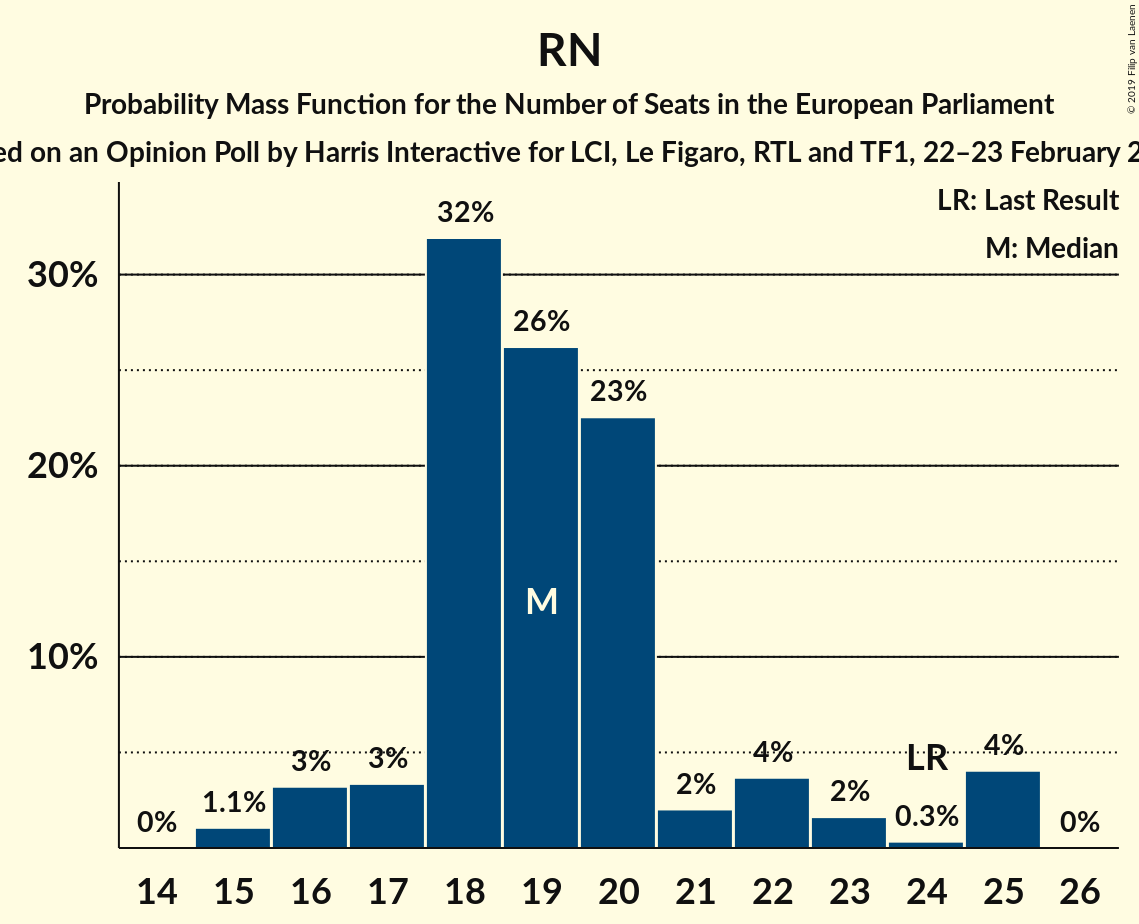 RN
Probability Mass Function for the Number of Seats in the European Parliament
ed on an Opinion Poll by Harris Interactive for LCI, Le Figaro, RTL and TF1, 22–23 February 2
© 2019 Filip van Laenen
LR: Last Result
M: Median
30%
20%
10%
0%
1.1%
3%
3%
32%
26%
23%
2%
4%
2%
0.3%
4%
0%
M
LR
14 15 16 17 18 19 20 21 22 23 24 25 26